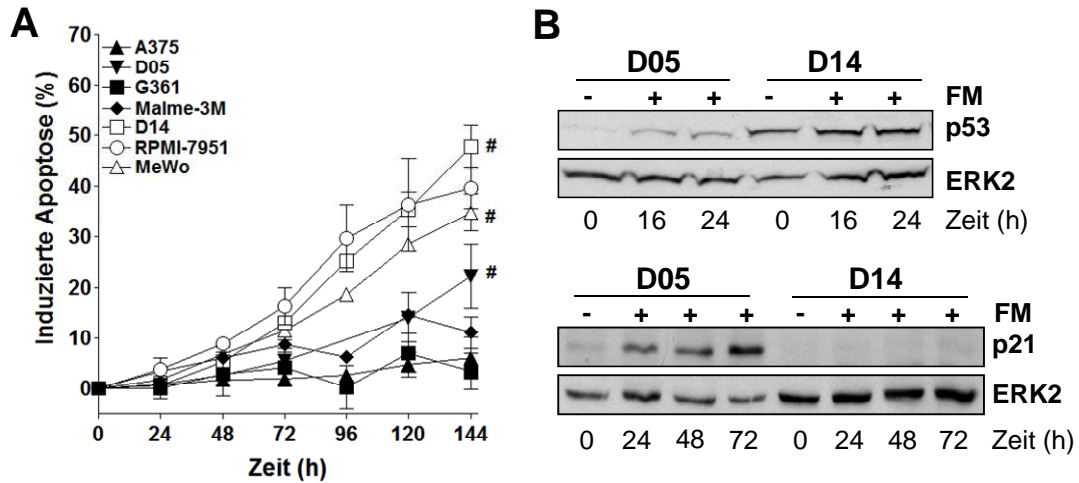 A
Induzierte Apoptose (%)
70
60
50
40
30
20
10
0
A375
D05
G361
Malme-3M
D14
RPMI-7951
MeWo
#
#
#
0 24 48 72 96 120 144
Zeit (h)
B
D05 D14
- + + - + + FM
p53
ERK2
0 16 24 0 16 24 Zeit (h)
D05 D14
- + + + - + + + FM
p21
ERK2
0 24 48 72 0 24 48 72 Zeit (h)